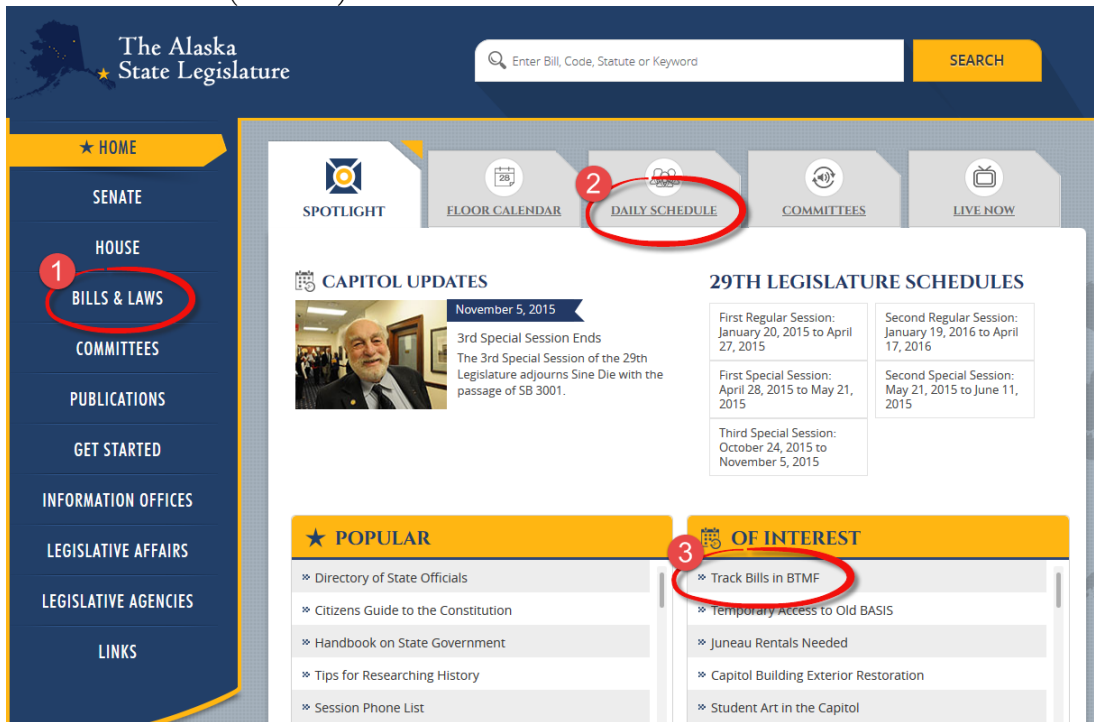 The Alaska
State Legislature
Enter Bill, Code, Statute or Keyword
SEARCH
★ HOME
SENATE
HOUSE
1
BILLS & LAWS
COMMITTEES
PUBLICATIONS
GET STARTED
INFORMATION OFFICES
LEGISLATIVE AFFAIRS
LEGISLATIVE AGENCIES
LINKS
SPOTLIGHT
28
FLOOR CALENDAR
2
DAILY SCHEDULE
COMMITTEES
LIVE NOW
CAPITOL UPDATES
November 5, 2015
3rd Special Session Ends
The 3rd Special Session of the 29th
Legislature adjourns Sine Die with the
passage of SB 3001.
29TH LEGISLATURE SCHEDULES
First Regular Session:
January 20, 2015 to April
27, 2015
Second Regular Session:
January 19, 2016 to April
17, 2016
First Special Session:
April 28, 2015 to May 21,
2015
Second Special Session:
May 21, 2015 to June 11,
2015
Third Special Session:
October 24, 2015 to
November 5, 2015
★ POPULAR
» Directory of State Officials
» Citizens Guide to the Constitution
» Handbook on State Government
» Tips for Researching History
» Session Phone List
OF INTEREST
3
» Track Bills in BTMF
» Temporary Access to Old BASIS
» Juneau Rentals Needed
» Capitol Building Exterior Restoration
» Student Art in the Capitol